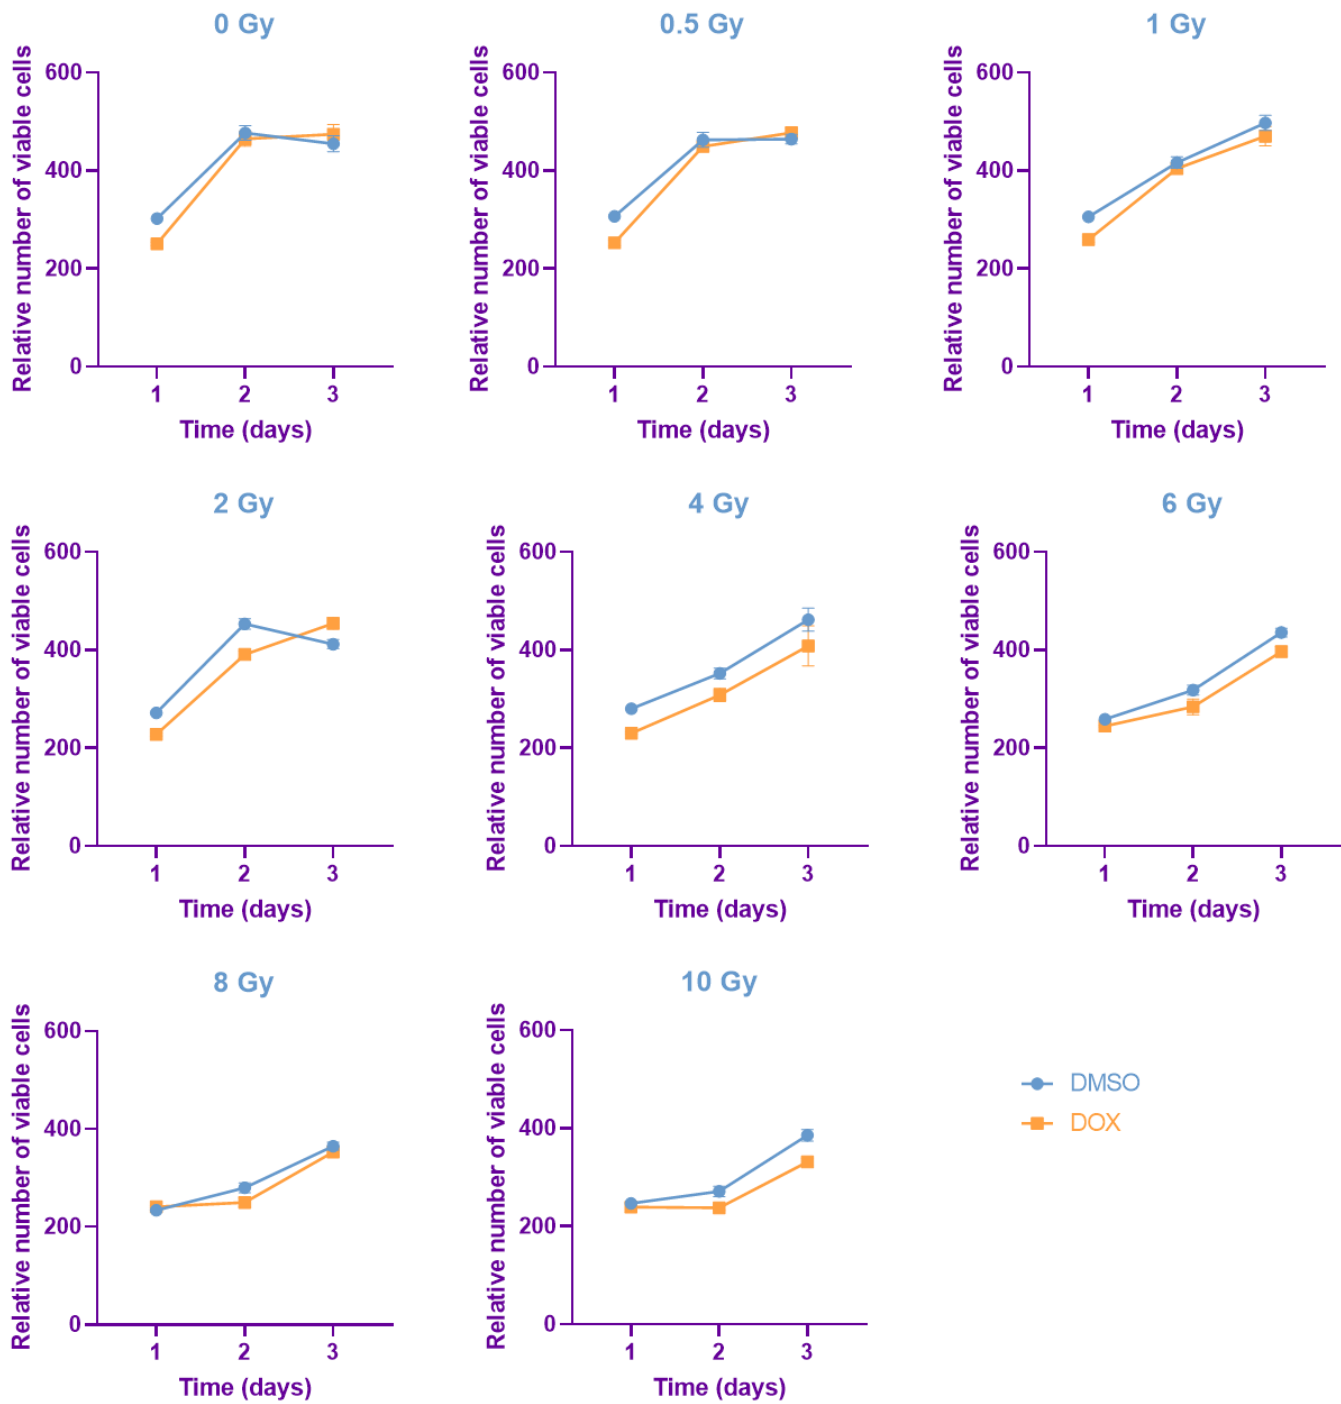 0 Gy
Relative number of viable cells
600
400
200
0
1 2 3
Time (days)
0.5 Gy
Relative number of viable cells
600
400
200
0
1 2 3
Time (days)
1 Gy
Relative number of viable cells
600
400
200
0
1 2 3
Time (days)
2 Gy
Relative number of viable cells
600
400
200
0
1 2 3
Time (days)
4 Gy
Relative number of viable cells
600
400
200
0
1 2 3
Time (days)
6 Gy
Relative number of viable cells
600
400
200
0
1 2 3
Time (days)
8 Gy
Relative number of viable cells
600
400
200
0
1 2 3
Time (days)
10 Gy
Relative number of viable cells
600
400
200
0
1 2 3
Time (days)
DMSO
DOX